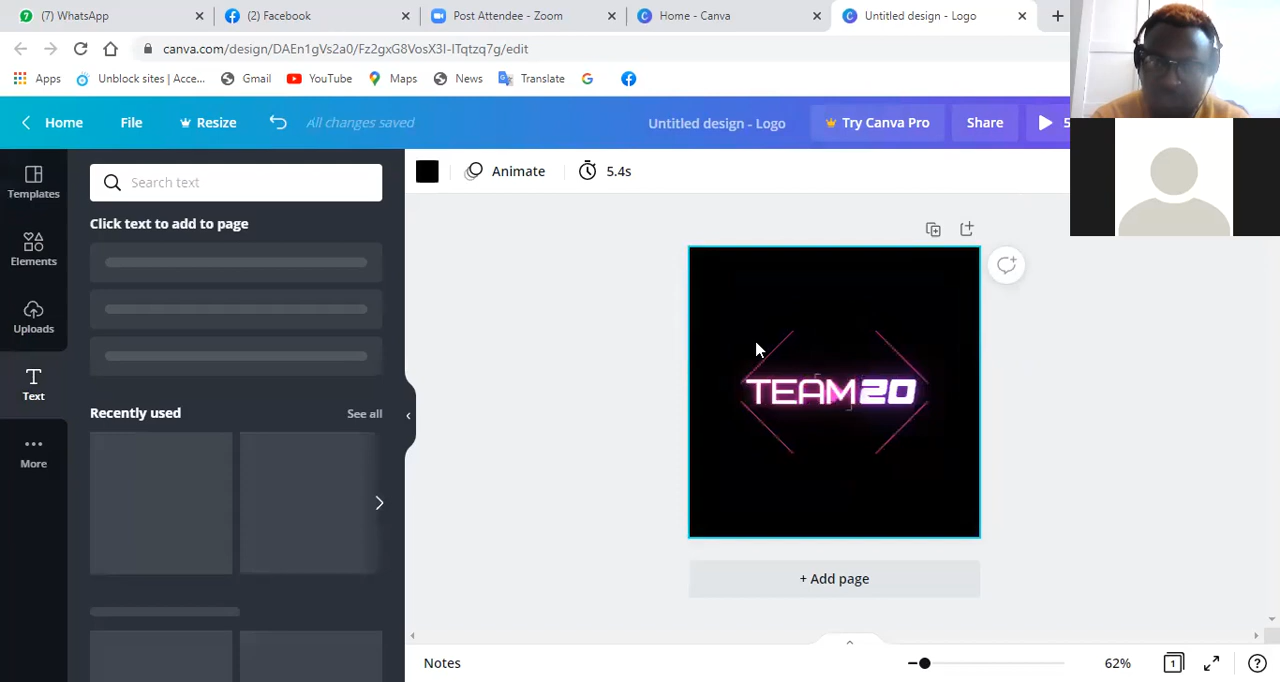 (7) WhatsApp
(2) Facebook
Post Attendee - Zoom
Home - Canva
Untitled design - Logo
canva.com/design/DAEn1gVs2a0/Fz2gxG8VosX3I-lTqtzq7g/edit
Apps
Unblock sites | Acce...
Gmail
YouTube
Maps
News
Translate
Home
File
Resize
All changes saved
Untitled design - Logo
Try Canva Pro
Share
5
Templates
Elements
Uploads
Text
More
Search text
Click text to add to page
Recently used
See all
Animate
5.4s
TEAM20
+ Add page
Notes
62%
1